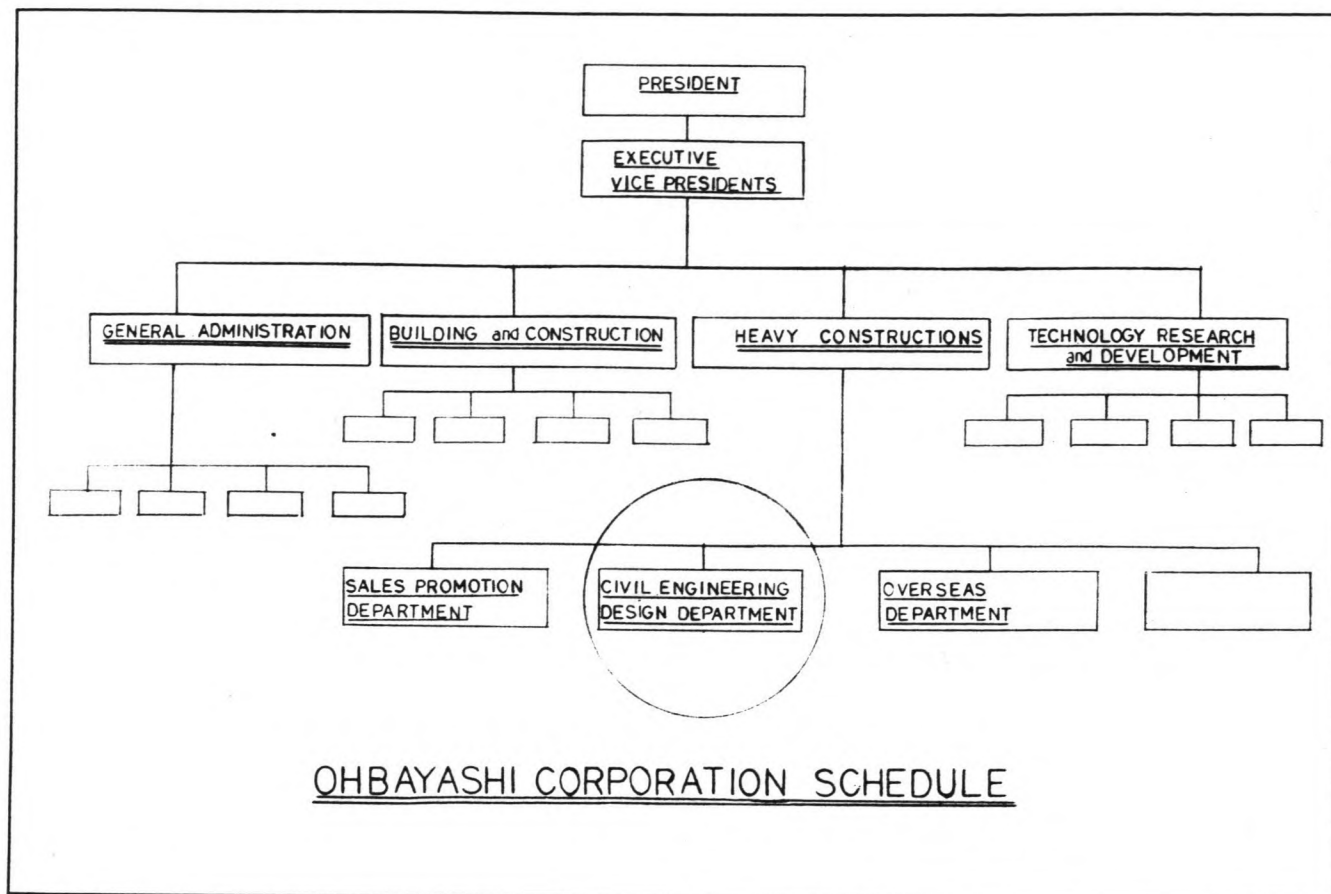 PRESIDENT
EXECUTIVE
VICE PRESIDENTS
GENERAL ADMINISTRATION
BUILDING and CONSTRUCTION
HEAVY CONSTRUCTIONS
TECHNOLOGY RESEARCH
and DEVELOPMENT
SALES PROMOTION
DEPARTMENT
CIVIL ENGINEERING
DESIGN DEPARTMENT
OVERSEAS
DEPARTMENT
OHBAYASHI CORPORATION SCHEDULE